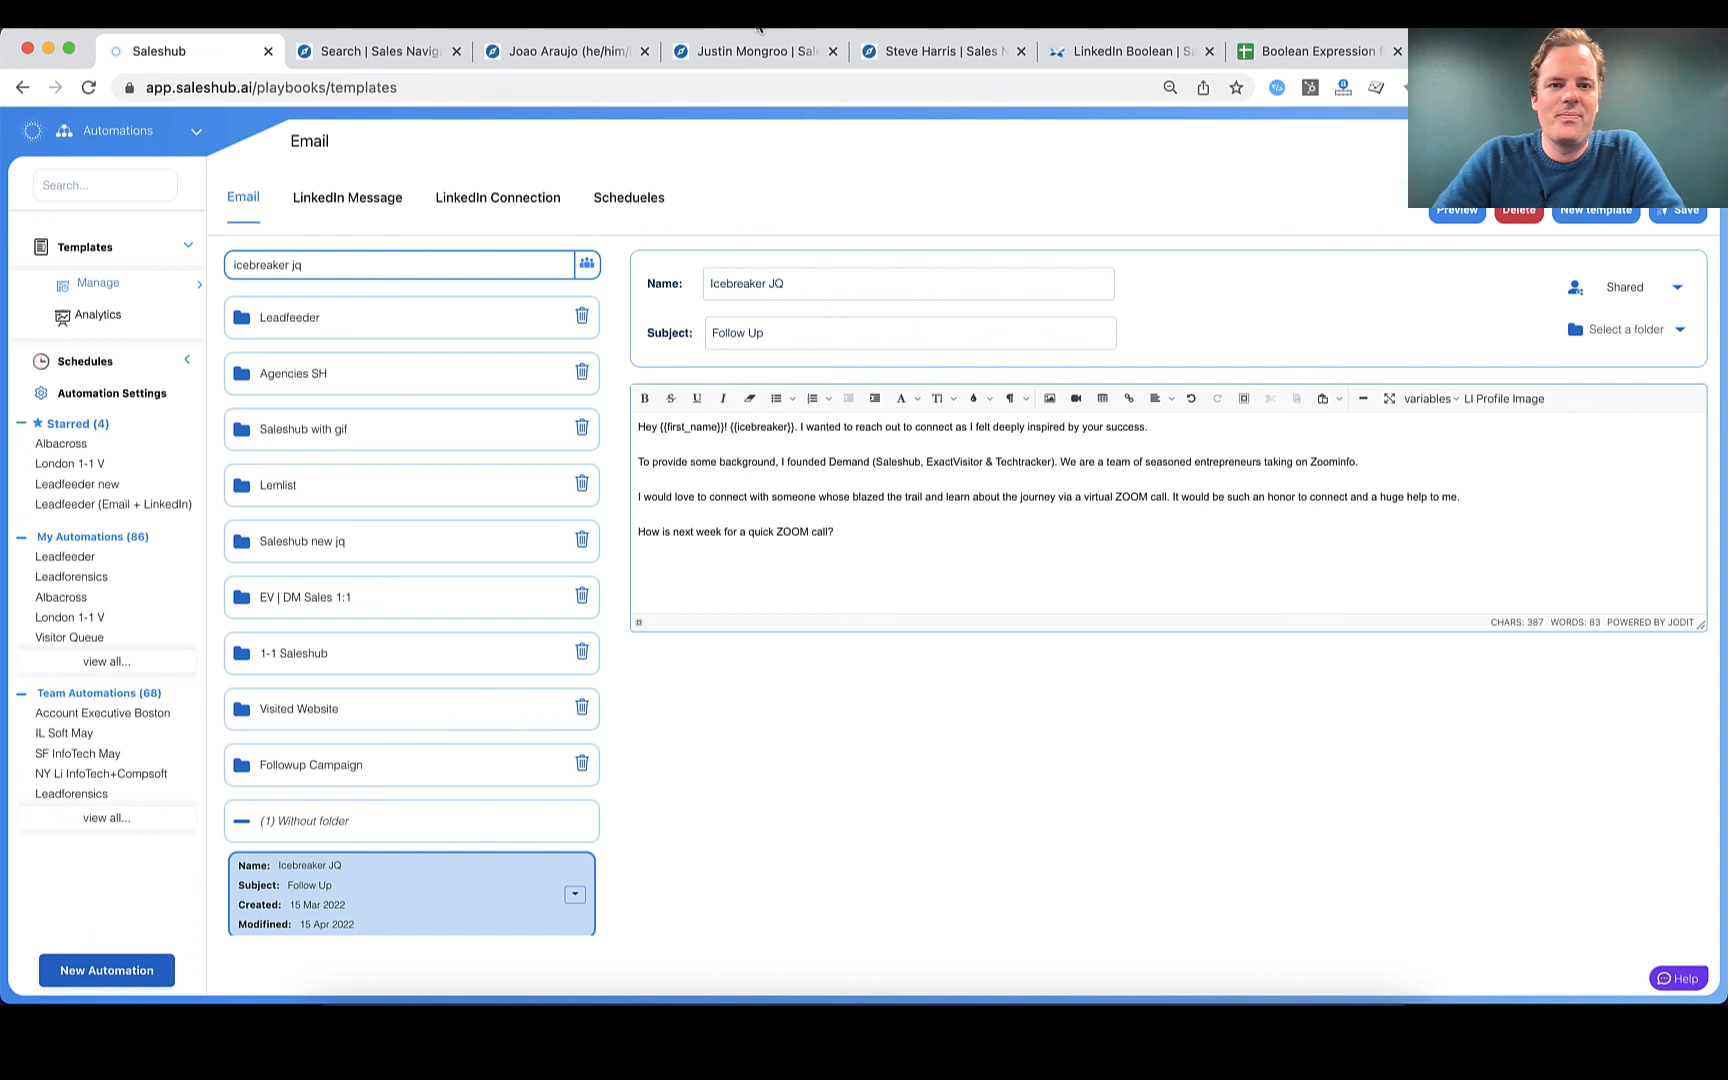 Saleshub
Search | Sales Naviga
Joao Araujo (he/him/
Justin Mongroo | Sal
Steve Harris | Sales N
LinkedIn Boolean | Sa
Boolean Expression f
app.saleshub.ai/playbooks/templates
Automations
Email
Search...
Email
LinkedIn Message
LinkedIn Connection
Schedueles
Preview
Delete
New template
Save
Templates
Manage
Analytics
Schedules
Automation Settings
Starred (4)
Albacross
London 1-1 V
Leadfeeder new
Leadfeeder (Email + LinkedIn)
My Automations (86)
Leadfeeder
Leadforensics
Albacross
London 1-1 V
Visitor Queue
view all...
Team Automations (68)
Account Executive Boston
IL Soft May
SF InfoTech May
NY Li InfoTech+Compsoft
Leadforensics
view all...
New Automation
icebreaker jq
Leadfeeder
Agencies SH
Saleshub with gif
Lemlist
Saleshub new jq
EV | DM Sales 1:1
1-1 Saleshub
Visited Website
Followup Campaign
(1) Without folder
Name: Icebreaker JQ
Subject: Follow Up
Created: 15 Mar 2022
Modifined: 15 Apr 2022
Name: Icebreaker JQ
Shared
Subject: Follow Up
Select a folder
variables
LI Profile Image
Hey {{first_name}}! {{icebreaker}}. I wanted to reach out to connect as I felt deeply inspired by your success.
To provide some background, I founded Demand (Saleshub, ExactVisitor & Techtracker). We are a team of seasoned entrepreneurs taking on Zoominfo.
I would love to connect with someone whose blazed the trail and learn about the journey via a virtual ZOOM call. It would be such an honor to connect and a huge help to me.
How is next week for a quick ZOOM call?
CHARS: 387 WORDS: 83 POWERED BY JODIT
Help